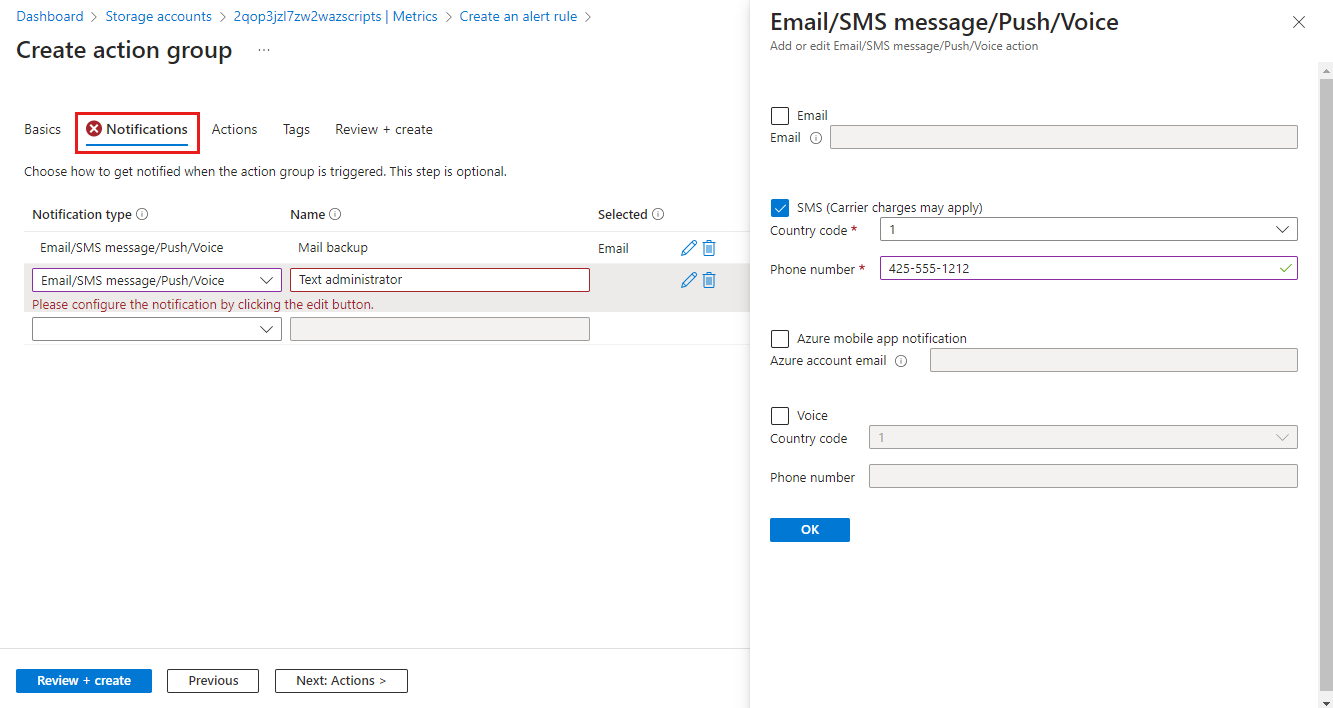 Dashboard > Storage accounts > 2qop3jzl7zw2wazscripts | Metrics > Create an alert rule >
Create action group ...
Basics Notifications Actions Tags Review + create
Choose how to get notified when the action group is triggered. This step is optional.
Notification type Name Selected
Email/SMS message/Push/Voice Mail backup Email
Email/SMS message/Push/Voice Text administrator
Please configure the notification by clicking the edit button.
Review + create Previous Next: Actions >
Email/SMS message/Push/Voice
Add or edit Email/SMS message/Push/Voice action
Email
Email
SMS (Carrier charges may apply)
Country code * 1
Phone number * 425-555-1212
Azure mobile app notification
Azure account email
Voice
Country code 1
Phone number
OK